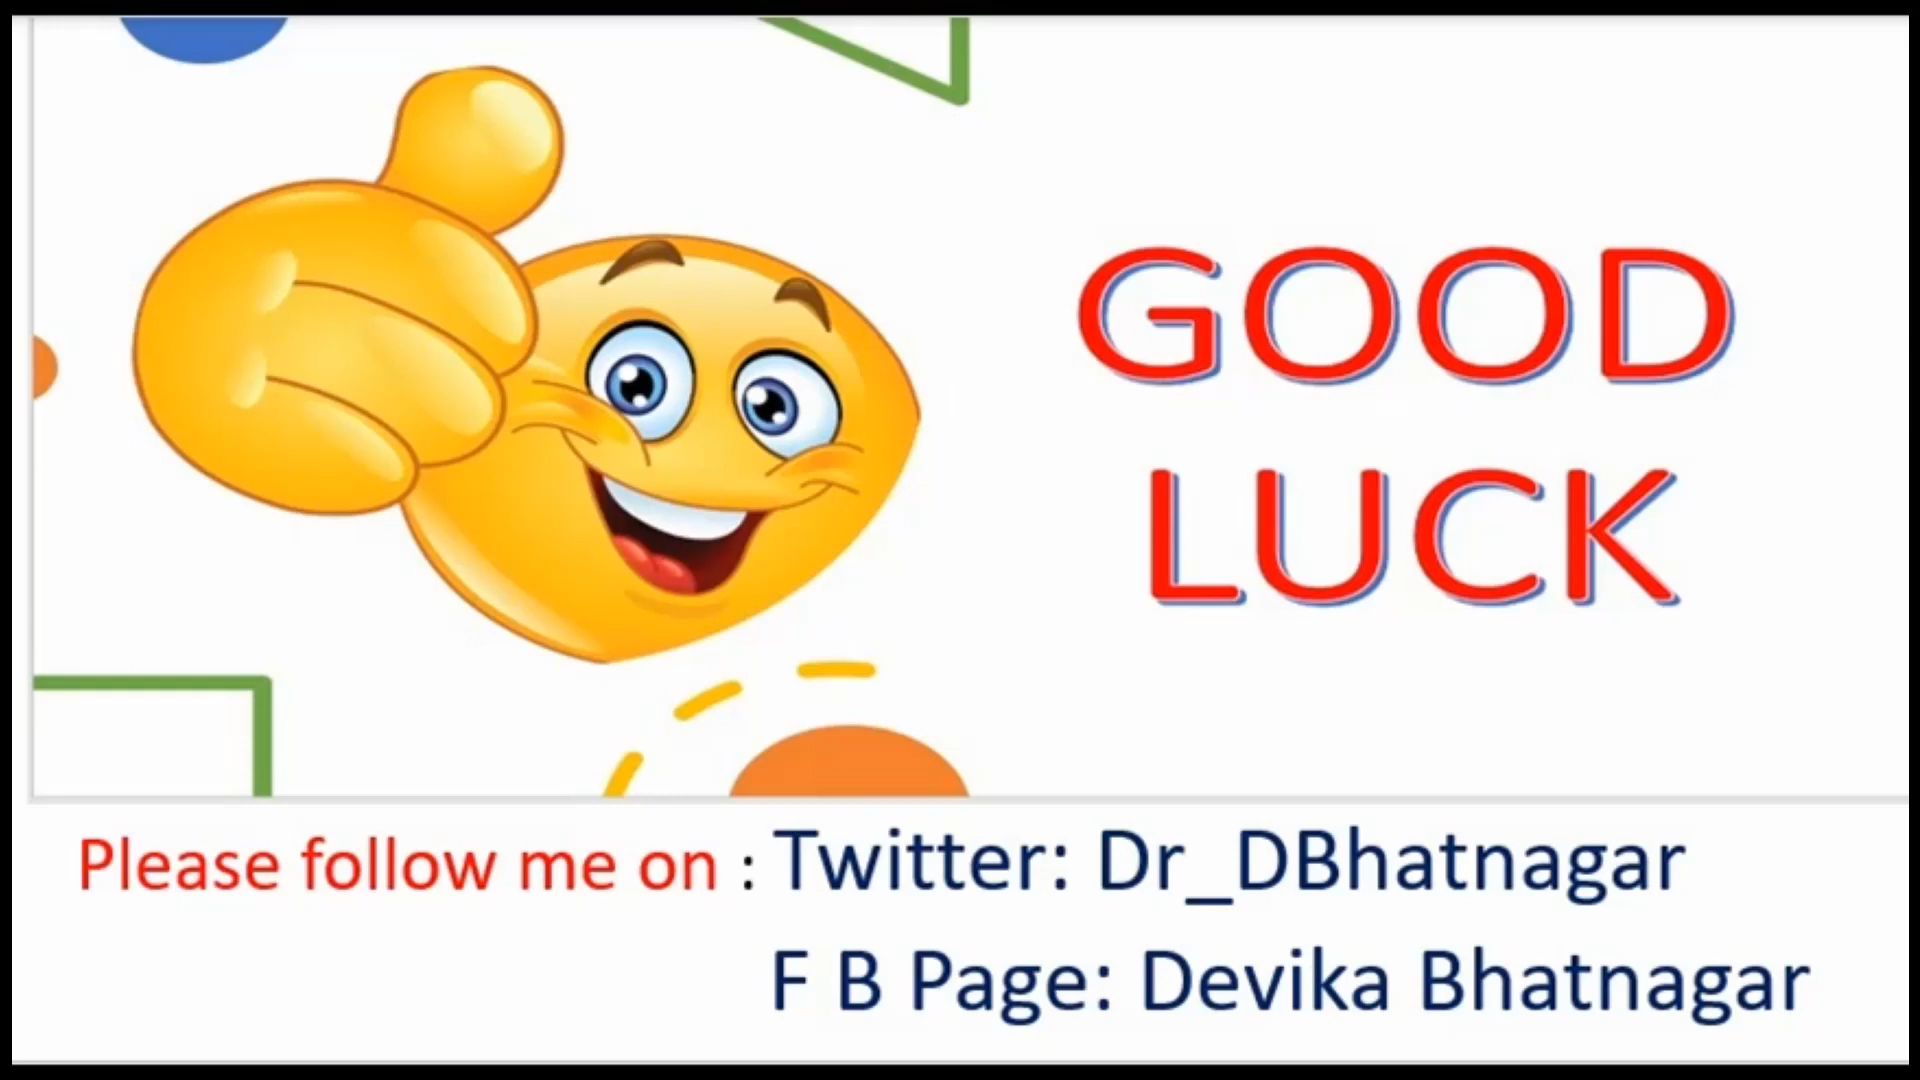 GOOD
LUCK
Please follow me on : Twitter: Dr_DBhatnagar
F B Page: Devika Bhatnagar